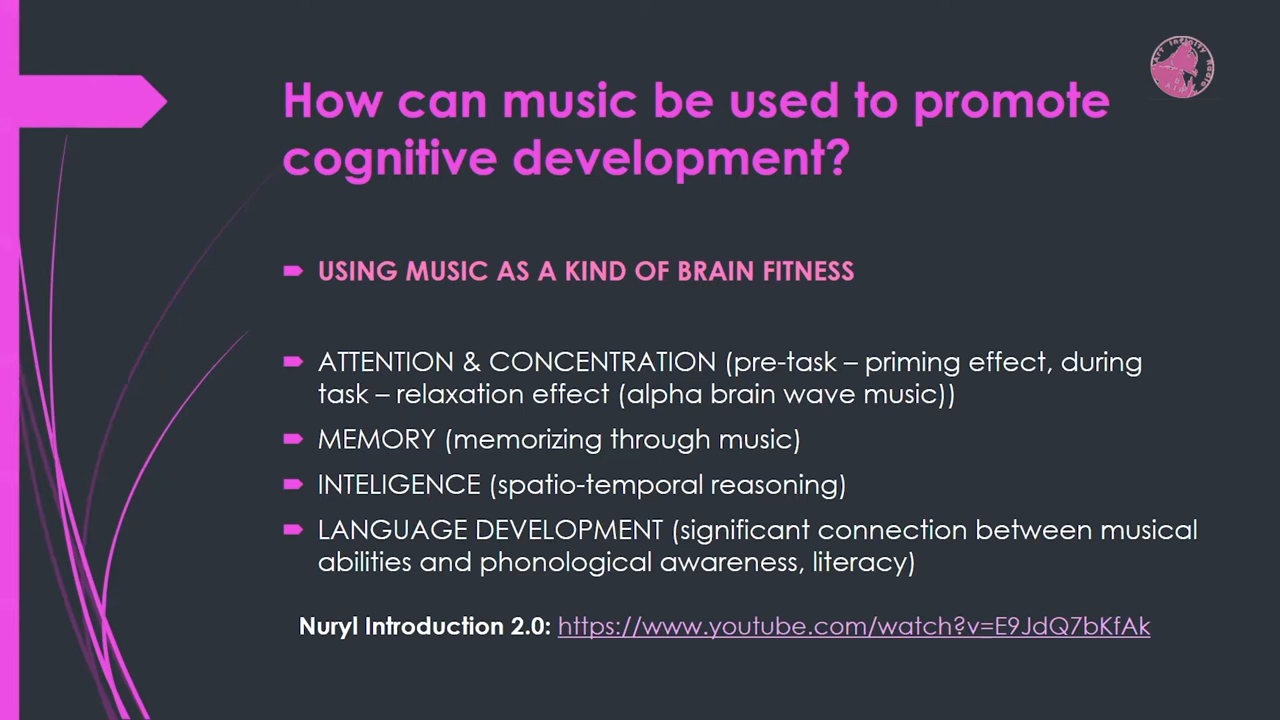 Art Infinity Radio
How can music be used to promote
cognitive development?
USING MUSIC AS A KIND OF BRAIN FITNESS
ATTENTION & CONCENTRATION (pre-task – priming effect, during
task – relaxation effect (alpha brain wave music))
MEMORY (memorizing through music)
INTELIGENCE (spatio-temporal reasoning)
LANGUAGE DEVELOPMENT (significant connection between musical
abilities and phonological awareness, literacy)
Nuryl Introduction 2.0: https://www.youtube.com/watch?v=E9JdQ7bKfAk